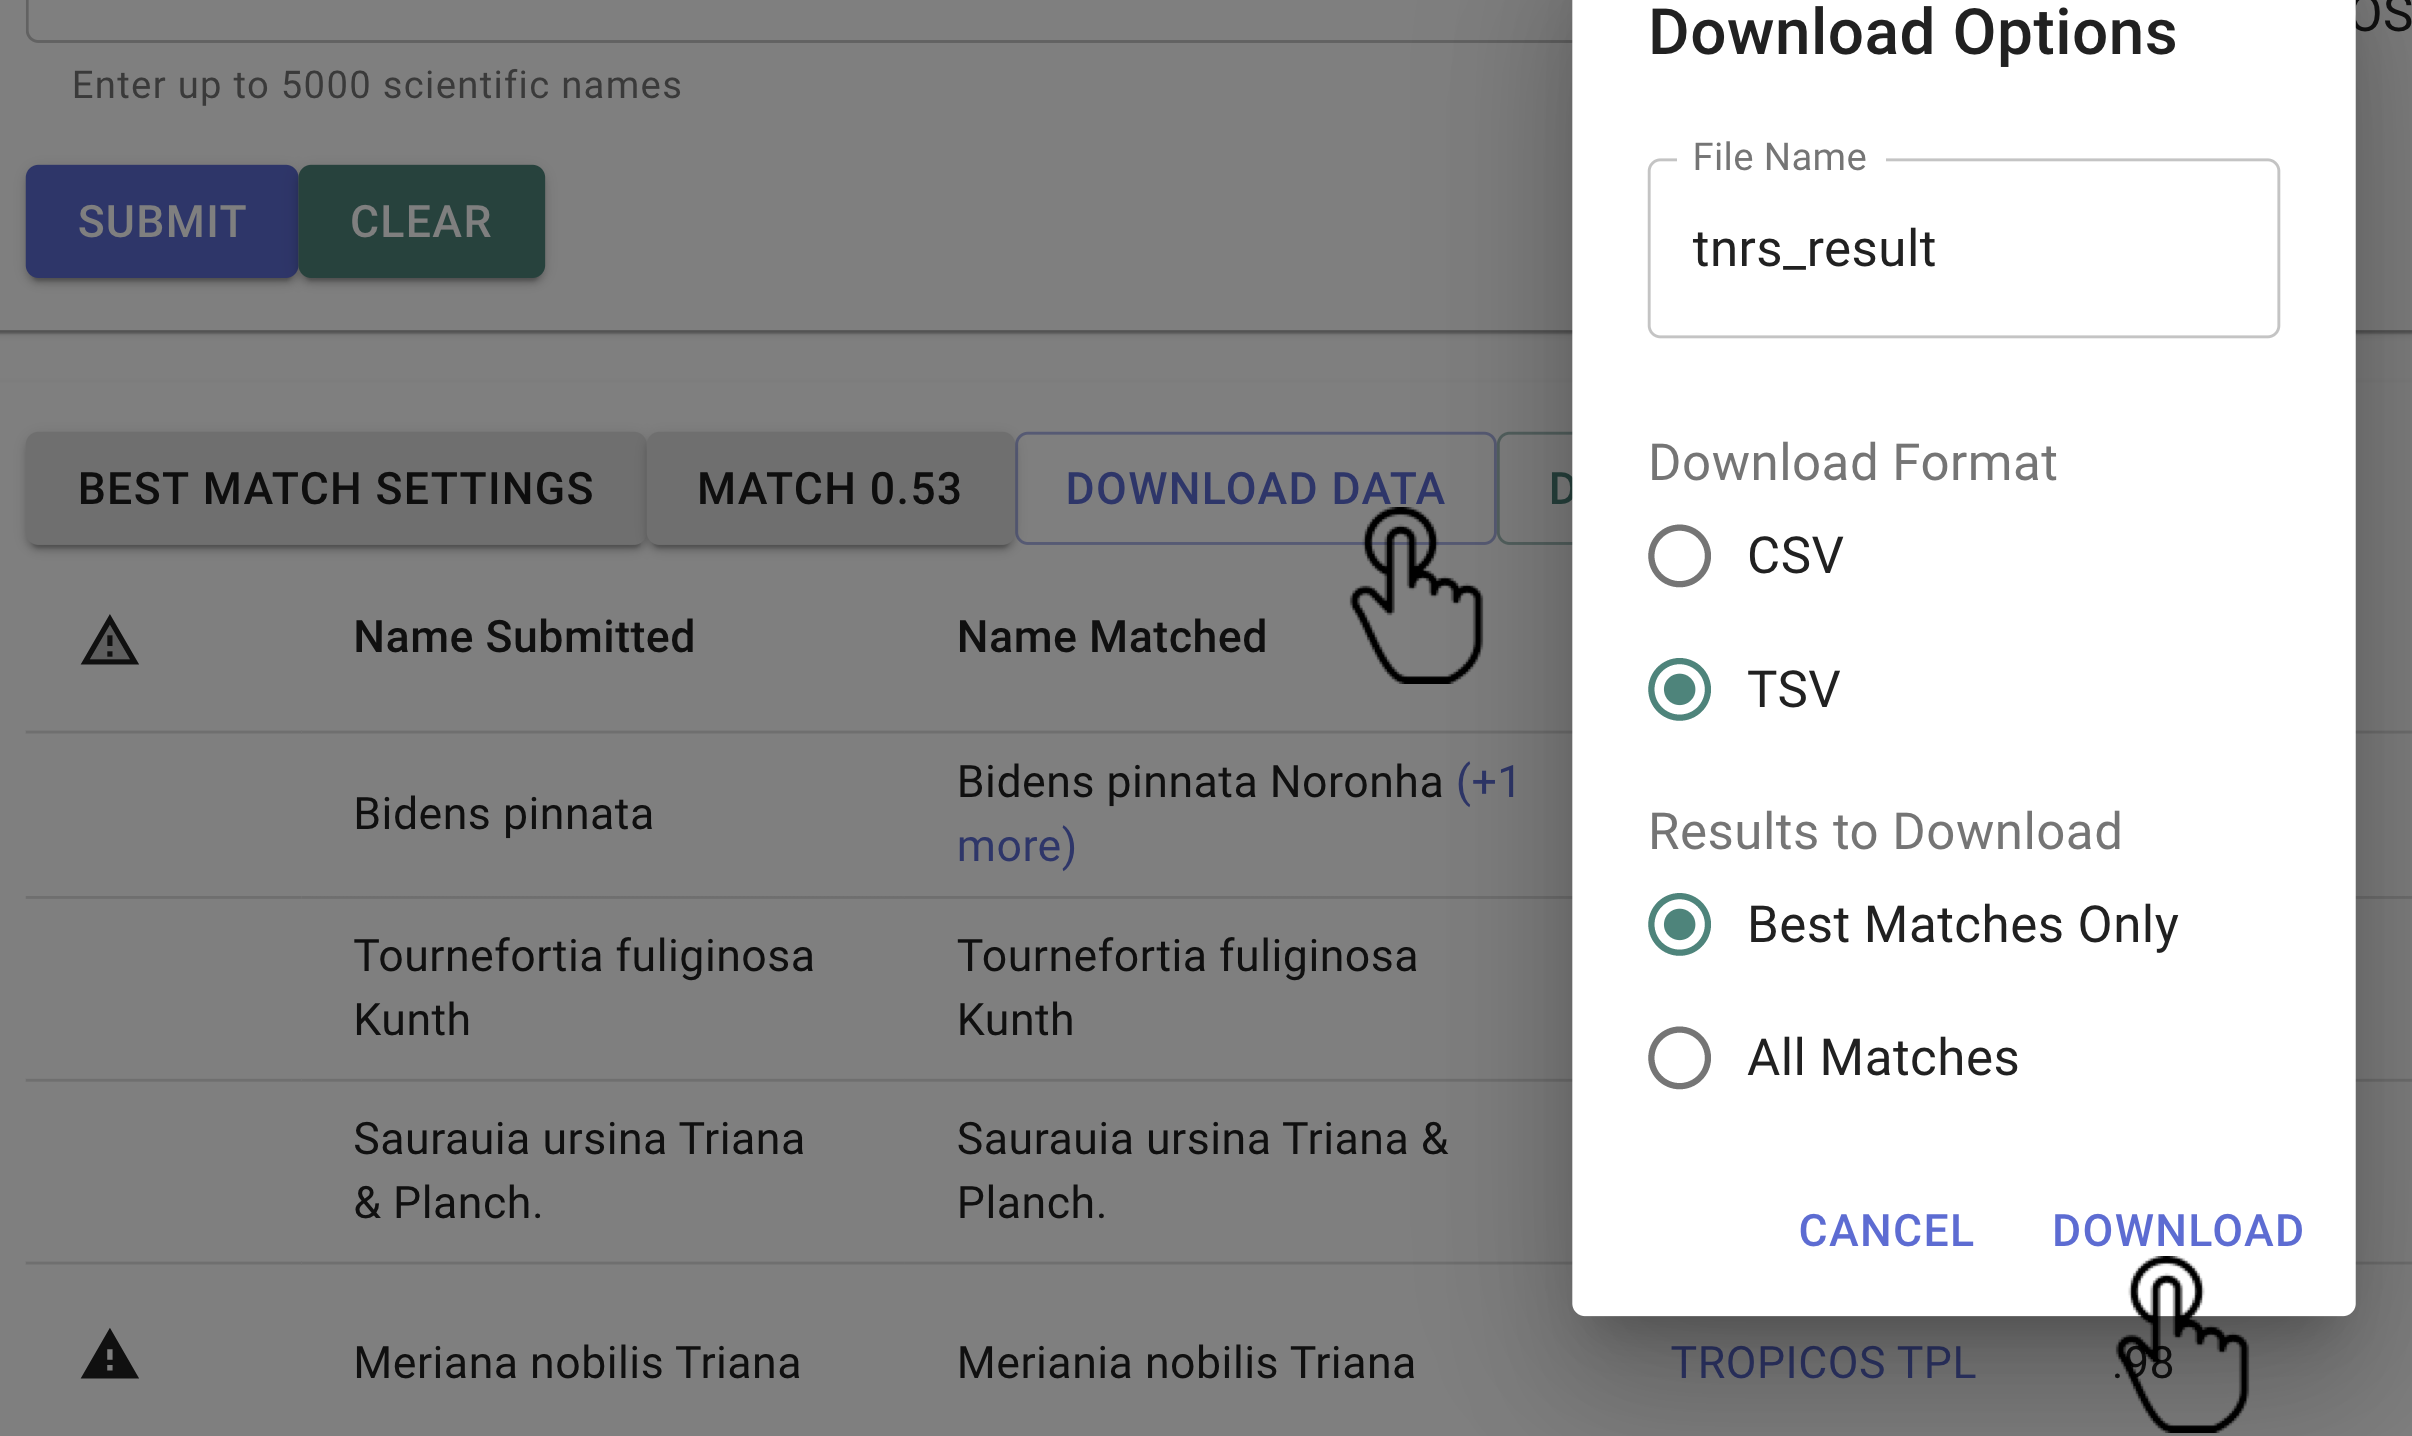 Enter up to 5000 scientific names
SUBMIT CLEAR
BEST MATCH SETTINGS MATCH 0.53 DOWNLOAD DATA
Name Submitted Name Matched
Bidens pinnata Bidens pinnata Noronha (+1
more)
Tournefortia fuliginosa Tournefortia fuliginosa
Kunth Kunth
Saurauia ursina Triana Saurauia ursina Triana &
& Planch. Planch.
Meriana nobilis Triana Meriania nobilis Triana TROPICOS TPL .98
Download Options
File Name
tnrs_result
Download Format
CSV
TSV
Results to Download
Best Matches Only
All Matches
CANCEL DOWNLOAD